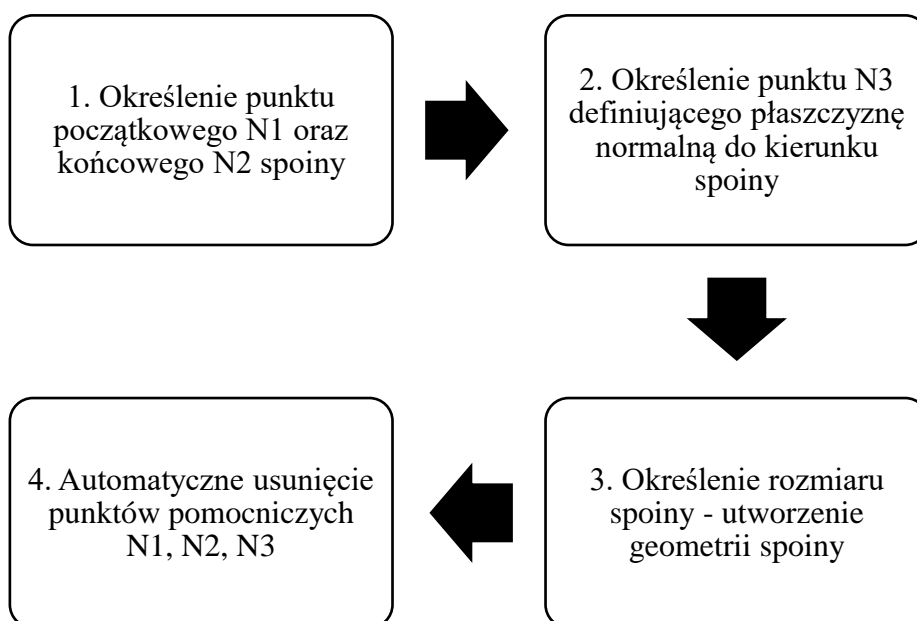 1. Określenie punktu
początkowego N1 oraz
końcowego N2 spoiny
2. Określenie punktu N3
definiującego płaszczyznę
normalną do kierunku
spoiny
3. Określenie rozmiaru
spoiny - utworzenie
geometrii spoiny
4. Automatyczne usunięcie
punktów pomocniczych
N1, N2, N3